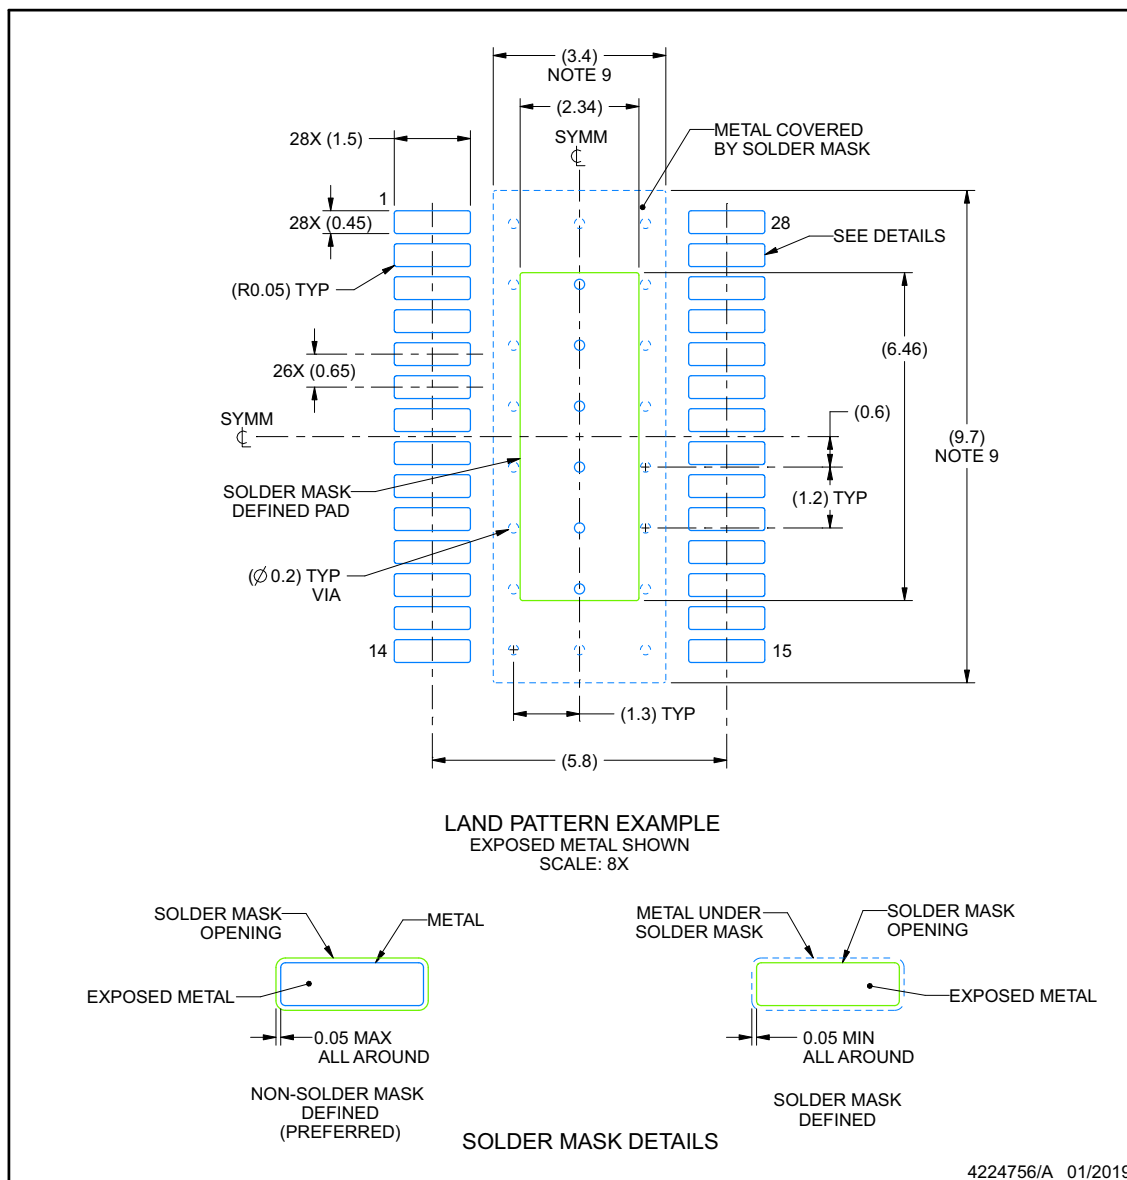 (3.4)
NOTE 9
(2.34)
SYMM
℄
METAL COVERED
BY SOLDER MASK
28X (1.5)
1
28X (0.45)
28
SEE DETAILS
(R0.05) TYP
(6.46)
26X (0.65)
(0.6)
SYMM
℄
(9.7)
NOTE 9
SOLDER MASK
DEFINED PAD
(1.2) TYP
(Ø 0.2) TYP
VIA
14
15
(1.3) TYP
(5.8)
LAND PATTERN EXAMPLE
EXPOSED METAL SHOWN
SCALE: 8X
SOLDER MASK
OPENING
METAL
EXPOSED METAL
0.05 MAX
ALL AROUND
NON-SOLDER MASK
DEFINED
(PREFERRED)
METAL UNDER
SOLDER MASK
SOLDER MASK
OPENING
EXPOSED METAL
0.05 MIN
ALL AROUND
SOLDER MASK
DEFINED
SOLDER MASK DETAILS
4224756/A 01/2019